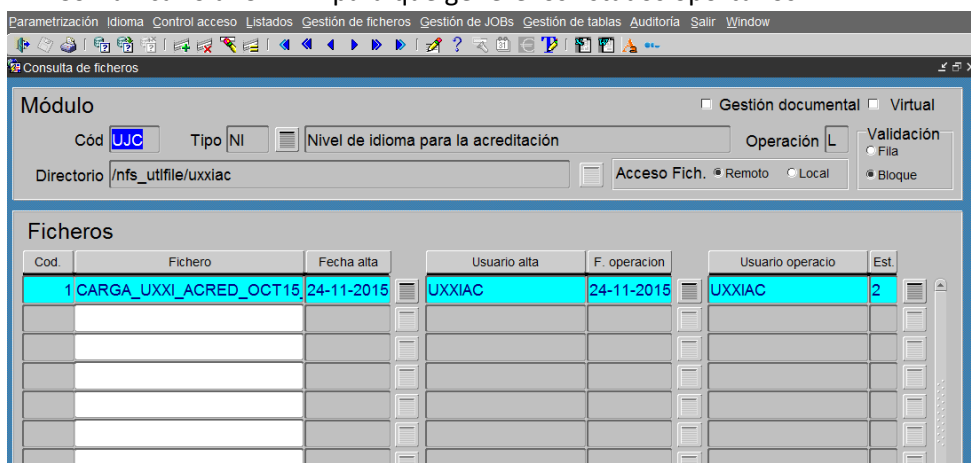 Parametrización Idioma Control acceso Listados Gestión de ficheros Gestión de JOBs Gestión de tablas Auditoría Salir Window
Consulta de ficheros
Módulo Gestión documental Virtual
Cód UJC Tipo NI Nivel de idioma para la acreditación Operación L Validación
Fila
Directorio /nfs_utlfile/uxxiac Acceso Fich. Remoto Local Bloque
Ficheros
Cod. Fichero Fecha alta Usuario alta F. operacion Usuario operacio Est.
1 CARGA_UXXI_ACRED_OCT15_ 24-11-2015 UXXIAC 24-11-2015 UXXIAC 2